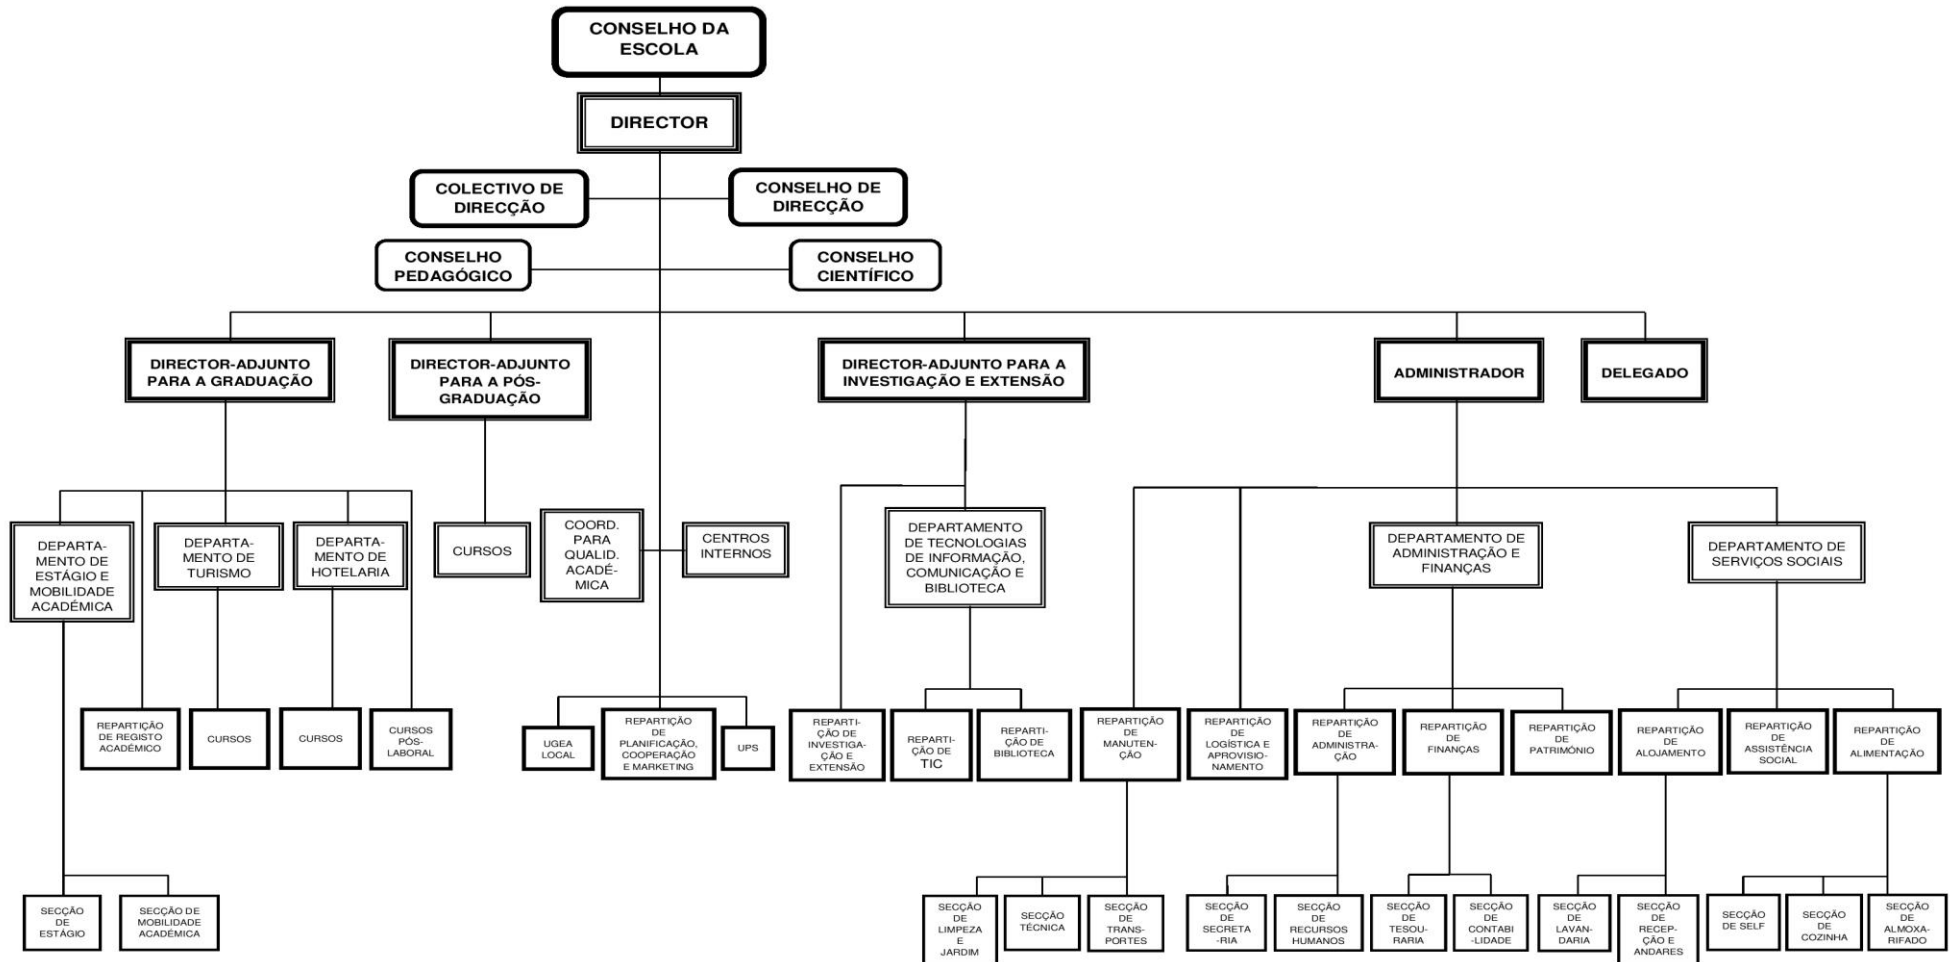 CONSELHO DA
ESCOLA
DIRECTOR
COLECTIVO DE
DIRECÇÃO
CONSELHO DE
DIRECÇÃO
CONSELHO
PEDAGÓGICO
CONSELHO
CIENTÍFICO
DIRECTOR-ADJUNTO
PARA A GRADUAÇÃO
DIRECTOR-ADJUNTO
PARA A PÓS-
GRADUAÇÃO
DIRECTOR-ADJUNTO PARA A
INVESTIGAÇÃO E EXTENSÃO
ADMINISTRADOR
DELEGADO
DEPARTA-
MENTO DE
ESTÁGIO E
MOBILIDADE
ACADÉMICA
DEPARTA-
MENTO DE
TURISMO
DEPARTA-
MENTO DE
HOTELARIA
CURSOS
COORD.
PARA
QUALID.
ACADÉ-
MICA
CENTROS
INTERNOS
DEPARTAMENTO
DE TECNOLOGIAS
DE INFORMAÇÃO,
COMUNICAÇÃO E
BIBLIOTECA
DEPARTAMENTO DE
ADMINISTRAÇÃO E
FINANÇAS
DEPARTAMENTO DE
SERVIÇOS SOCIAIS
REPARTIÇÃO
DE REGISTO
ACADÉMICO
CURSOS
CURSOS
CURSOS
PÓS-
LABORAL
UGEA
LOCAL
REPARTIÇÃO
DE
PLANIFICAÇÃO,
COOPERAÇÃO
E MARKETING
UPS
REPARTI-
ÇÃO DE
INVESTIGA-
ÇÃO E
EXTENSÃO
REPARTI-
ÇÃO DE
TIC
REPARTI-
ÇÃO DE
BIBLIOTECA
REPARTIÇÃO
DE
MANUTEN-
ÇÃO
REPARTIÇÃO
DE
LOGÍSTICA E
APROVISIO-
NAMENTO
REPARTIÇÃO
DE
ADMINISTRA-
ÇÃO
REPARTIÇÃO
DE
FINANÇAS
REPARTIÇÃO
DE
PATRIMÓNIO
REPARTIÇÃO
DE
ALOJAMENTO
REPARTIÇÃO
DE
ASSISTÊNCIA
SOCIAL
REPARTIÇÃO
DE
ALIMENTAÇÃO
SECÇÃO
DE
ESTÁGIO
SECÇÃO DE
MOBILIDADE
ACADÉMICA
SECÇÃO
DE
LIMPEZA
E
JARDIM
SECÇÃO
TÉCNICA
SECÇÃO
DE
TRANS-
PORTES
SECÇÃO
DE
SECRETA
-RIA
SECÇÃO
DE
RECURSOS
HUMANOS
SECÇÃO
DE
TESOU-
RARIA
SECÇÃO
DE
CONTABI
-LIDADE
SECÇÃO
DE
LAVAN-
DARIA
SECÇÃO
DE
RECEP-
ÇÃO E
ANDARES
SECÇÃO
DE SELF
SECÇÃO
DE
COZINHA
SECÇÃO
DE
ALMOXA-
RIFADO